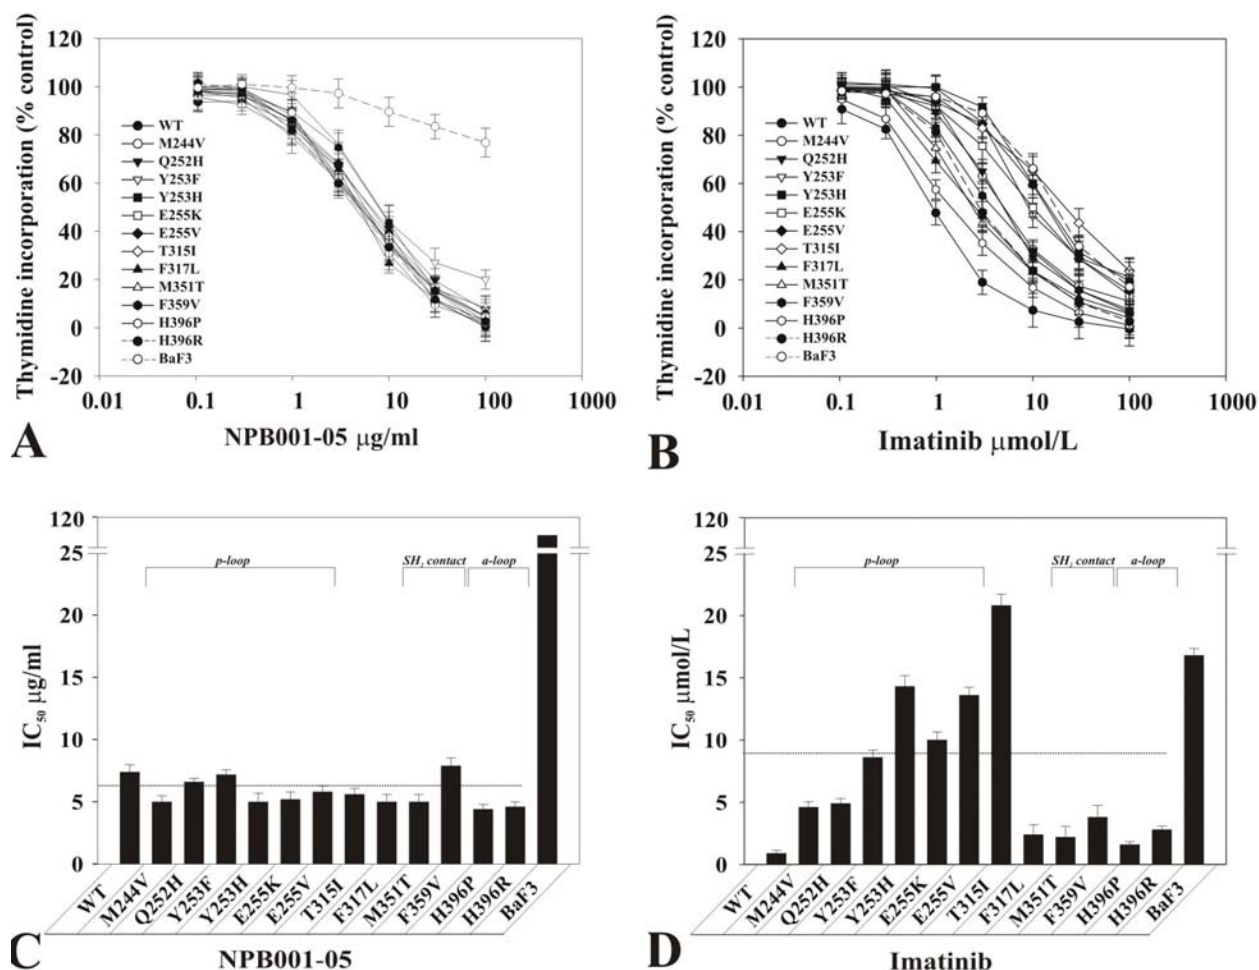 120
100
80
60
40
20
0
-20
Thymidine incorporation (% control)
WT
M244V
Q252H
Y253F
Y253H
E255K
E255V
T315I
F317L
M351T
F359V
H396P
H396R
BaF3
0.01 0.1 1 10 100 1000
NPB001-05 μg/ml
A
120
100
80
60
40
20
0
-20
Thymidine incorporation (% control)
WT
M244V
Q252H
Y253F
Y253H
E255K
E255V
T315I
F317L
M351T
F359V
H396P
H396R
BaF3
0.01 0.1 1 10 100 1000
Imatinib μmol/L
B
120
25
20
15
10
5
0
IC50 μg/ml
p-loop
SH2 contact
a-loop
WT M244V Q252H Y253F Y253H E255K E255V T315I F317L M351T F359V H396P H396R BaF3
NPB001-05
C
120
25
20
15
10
5
0
IC50 μmol/L
p-loop
SH2 contact
a-loop
WT M244V Q252H Y253F Y253H E255K E255V T315I F317L M351T F359V H396P H396R BaF3
Imatinib
D